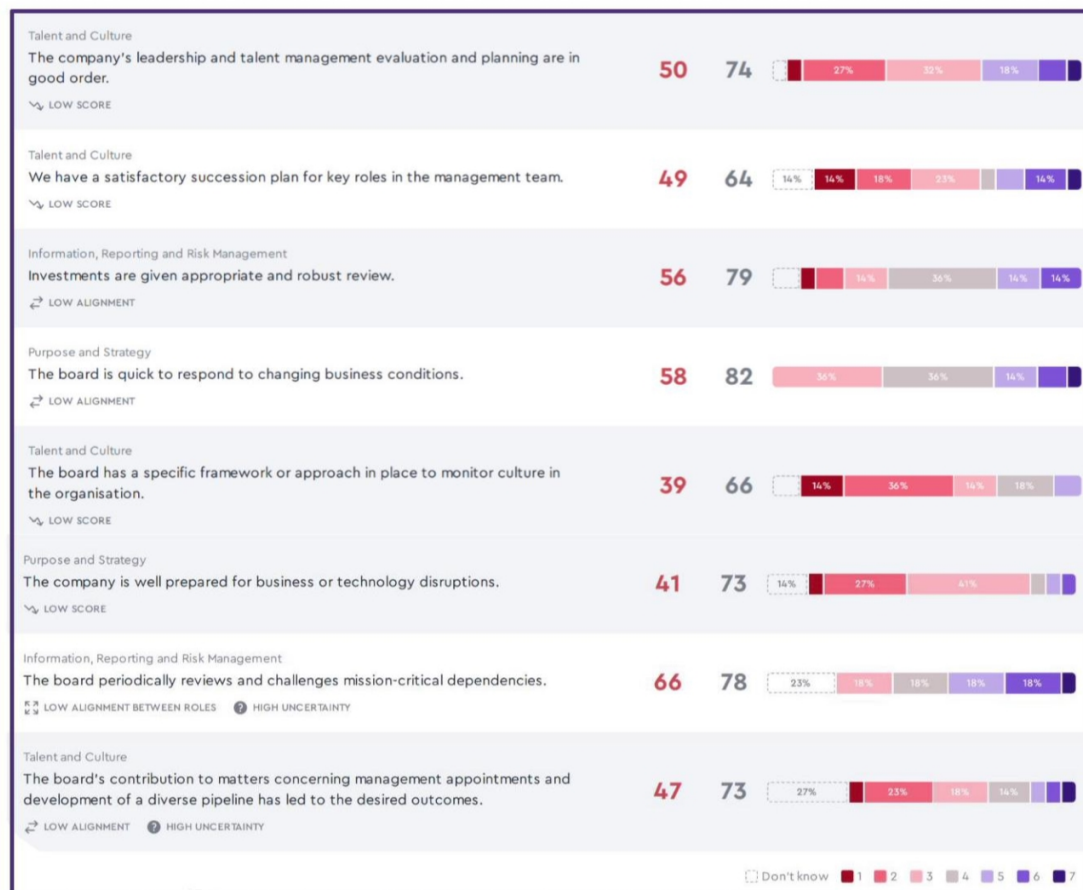 Talent and Culture
The company's leadership and talent management evaluation and planning are in
good order.
LOW SCORE
50 74 27% 32% 18%
Talent and Culture
We have a satisfactory succession plan for key roles in the management team.
LOW SCORE
49 64 14% 14% 18% 23% 14%
Information, Reporting and Risk Management
Investments are given appropriate and robust review.
LOW ALIGNMENT
56 79 14% 36% 14% 14%
Purpose and Strategy
The board is quick to respond to changing business conditions.
LOW ALIGNMENT
58 82 36% 36% 14%
Talent and Culture
The board has a specific framework or approach in place to monitor culture in
the organisation.
LOW SCORE
39 66 14% 36% 14% 18%
Purpose and Strategy
The company is well prepared for business or technology disruptions.
LOW SCORE
41 73 14% 27% 41%
Information, Reporting and Risk Management
The board periodically reviews and challenges mission-critical dependencies.
LOW ALIGNMENT BETWEEN ROLES ? HIGH UNCERTAINTY
66 78 23% 18% 18% 18% 18%
Talent and Culture
The board's contribution to matters concerning management appointments and
development of a diverse pipeline has led to the desired outcomes.
LOW ALIGNMENT ? HIGH UNCERTAINTY
47 73 27% 23% 18% 14%
Don't know 1 2 3 4 5 6 7